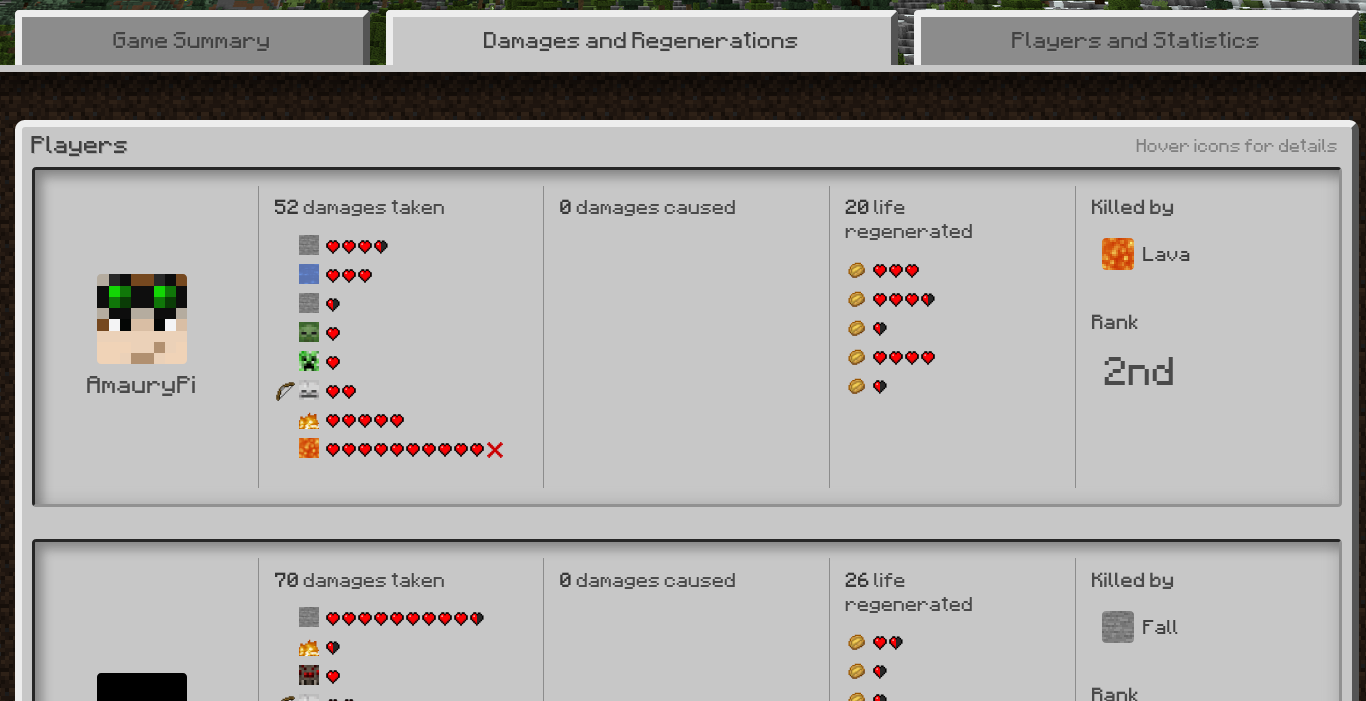 Game Summary
Damages and Regenerations
Players and Statistics
Players
Hover icons for details
AmauryPi
52 damages taken
0 damages caused
20 life
regenerated
Killed by
Lava
Rank
2nd
70 damages taken
0 damages caused
26 life
regenerated
Killed by
Fall
Rank